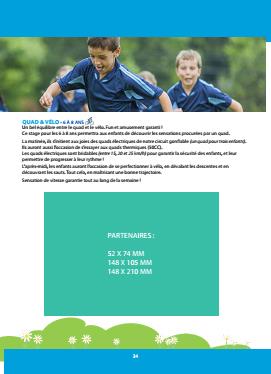 QUAD & VÉLO - 6 À 8 ANS
Un bel équilibre entre le quad et le vélo. Fun et amusement garanti !
Ce stage pour les 6 à 8 ans permettra aux enfants de découvrir les sensations procurées par un quad.
La matinée, ils s'initient aux joies des quads électriques de notre circuit gonflable (un quad pour trois enfants).
Ils auront aussi l'occasion de s'essayer aux quads thermiques (50CC).
Les quads électriques sont bridables (entre 15, 20 et 25 km/h) pour garantir la sécurité des enfants, et leur
permettre de progresser à leur rythme !
L'après-midi, les enfants auront l'occasion de se perfectionner à vélo, en dévalant les descentes et en
découvrant les sauts. Tout cela, en maîtrisant une bonne trajectoire.
Sensation de vitesse garantie tout au long de la semaine !
PARTENAIRES :
52 X 74 MM
148 X 105 MM
148 X 210 MM
24